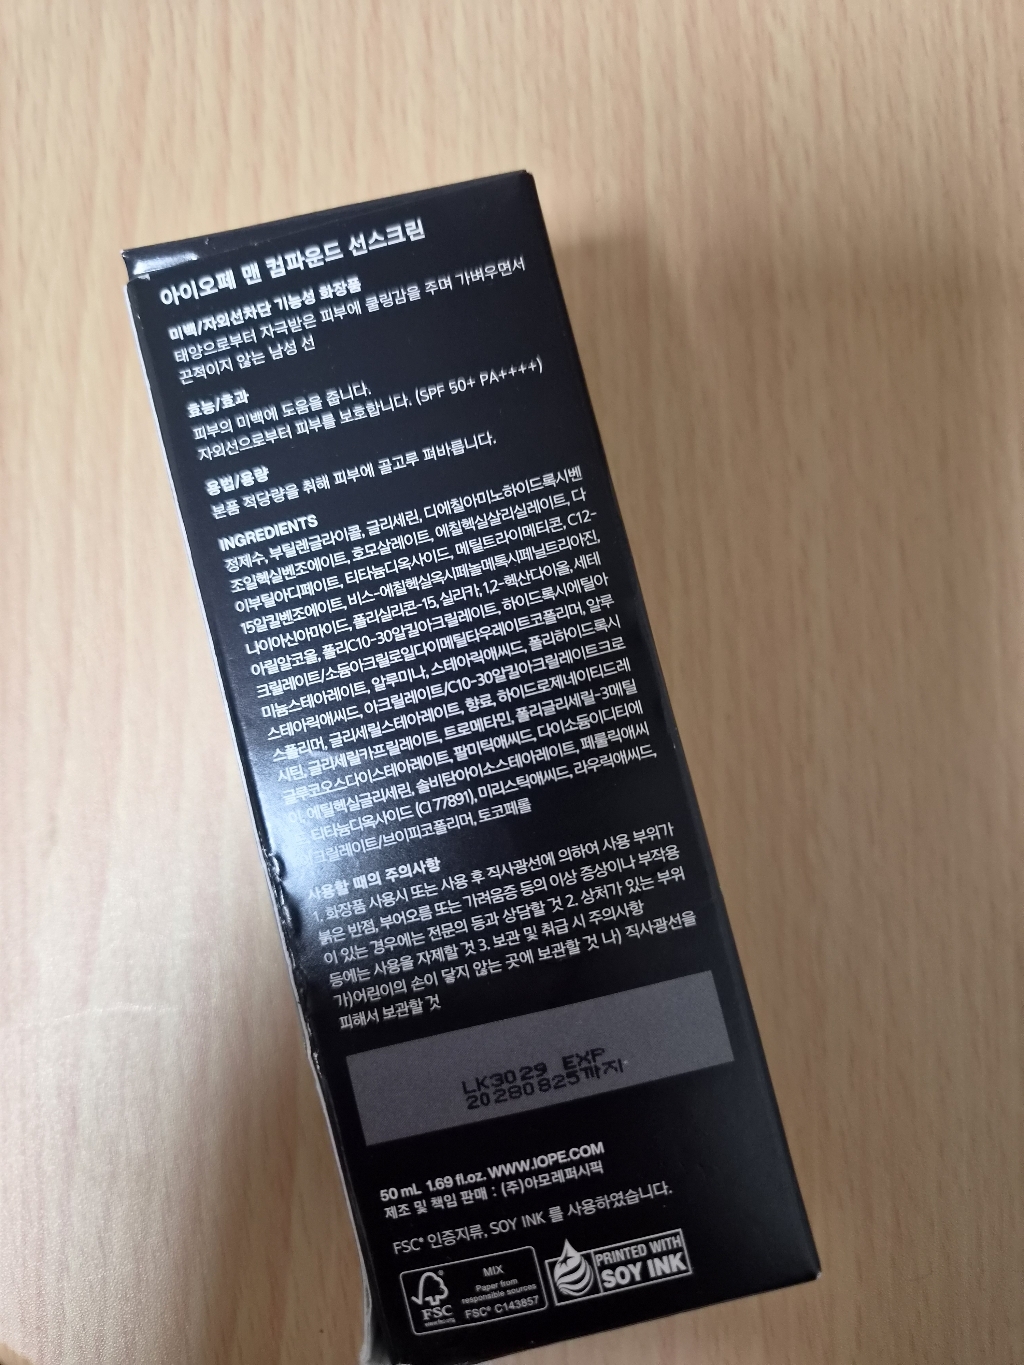 아이오페 맨 컴파운드 선스크린
미백/자외선차단 기능성 화장품
태양으로부터 자극받은 피부에 쿨링감을 주며 가벼우면서
끈적이지 않는 남성 선
효능/효과
피부의 미백에 도움을 줍니다.
자외선으로부터 피부를 보호합니다. (SPF 50+ PA++++)
용법/용량
본품 적당량을 취해 피부에 골고루 펴바릅니다.
INGREDIENTS
정제수, 부틸렌글라이콜, 글리세린, 디에칠아미노하이드록시벤
조일헥실벤조에이트, 호모살레이트, 에칠헥실살리실레이트, 다
이부틸아디페이트, 티타늄디옥사이드, 메틸트라이메티콘, C12-
15알킬벤조에이트, 비스-에칠헥실옥시페놀메톡시페닐트리아진,
나이아신아마이드, 폴리실리콘-15, 실리카, 1,2-헥산다이올, 세테
아릴알코올, 폴리C10-30알킬아크릴레이트, 하이드록시에틸아
크릴레이트/소듐아크릴로일다이메틸타우레이트코폴리머, 알루
미늄스테아레이트, 알루미나, 스테아릭애씨드, 폴리하이드록시
스테아릭애씨드, 아크릴레이트/C10-30알킬아크릴레이트크로
스폴리머, 글리세릴스테아레이트, 향료, 하이드로제네이티드레
시틴, 글리세릴카프릴레이트, 트로메타민, 폴리글리세릴-3메틸
글루코오스다이스테아레이트, 팔미틱애씨드, 다이소듐이디티에
이, 에틸헥실글리세린, 솔비탄아이소스테아레이트, 페룰릭애씨
티타늄디옥사이드 (CI 77891), 미리스틱애씨드, 라우릭애씨드,
크릴레이트/브이피코폴리머, 토코페롤
사용할 때의 주의사항
1. 화장품 사용시 또는 사용 후 직사광선에 의하여 사용 부위가
붉은 반점, 부어오름 또는 가려움증 등의 이상 증상이나 부작용
이 있는 경우에는 전문의 등과 상담할 것 2. 상처가 있는 부위
등에는 사용을 자제할 것 3. 보관 및 취급 시 주의사항
가)어린이의 손이 닿지 않는 곳에 보관할 것 나) 직사광선을
피해서 보관할 것
LK3029 EXP
20280825까지
50 mL 1.69 fl.oz. WWW.IOPE.COM
제조 및 책임 판매 : (주)아모레퍼시픽
FSC® 인증지류, SOY INK 를 사용하였습니다.
FSC
www.fsc.org
MIX
Paper from
responsible sources
FSC® C143857
PRINTED WITH
SOY INK